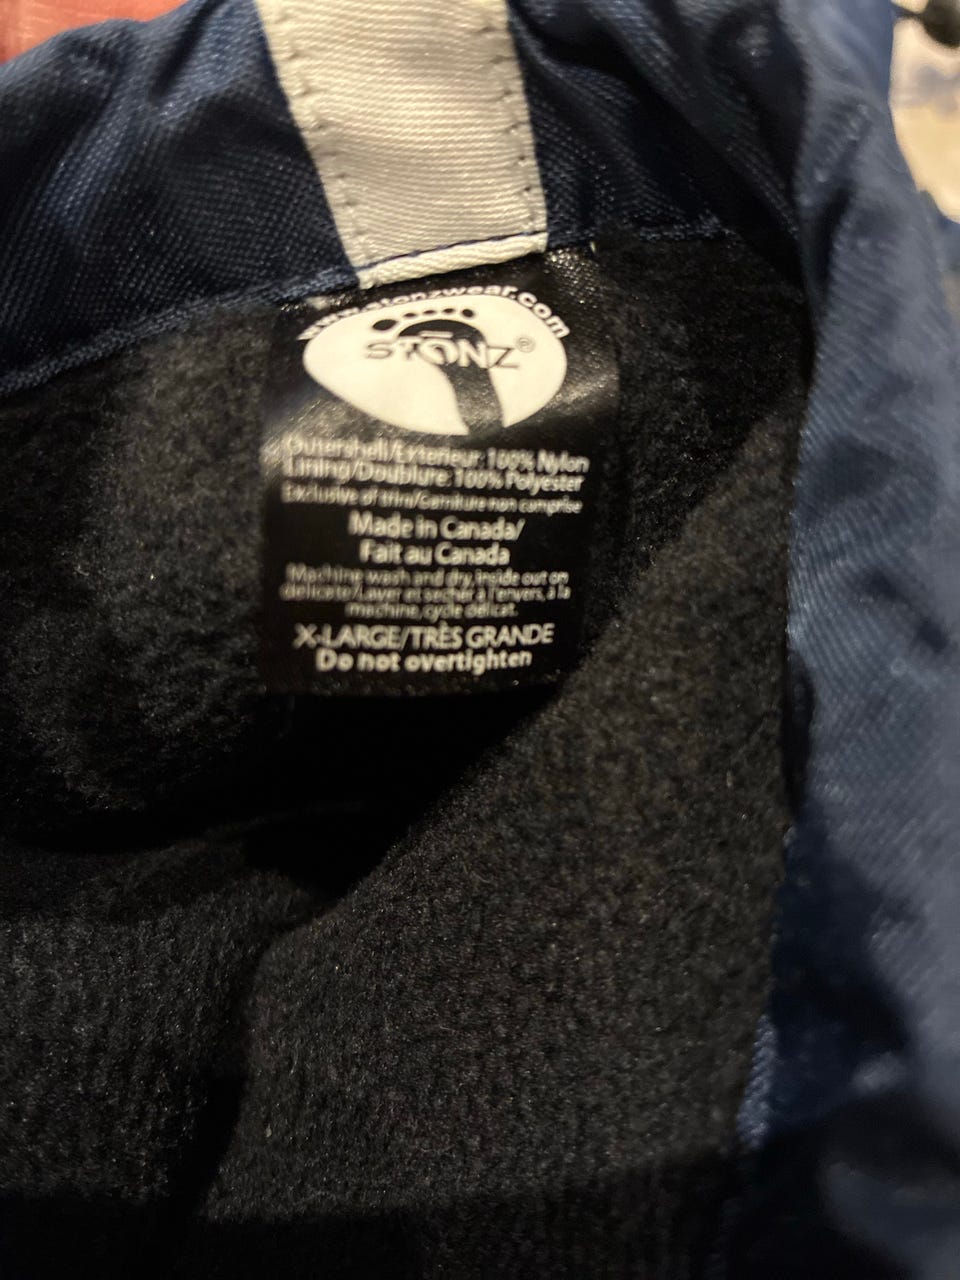 www.stonzwear.com
STŌNZ®
Outershell/Exterieur: 100% Nylon
Lining/Doublure: 100% Polyester
Exclusive of trim/Garniture non comprise
Made in Canada/
Fait au Canada
Machine wash and dry, inside out on
delicate/Laver et sécher à l'envers, à la
machine, cycle délicat.
X-LARGE/TRÈS GRANDE
Do not overtighten